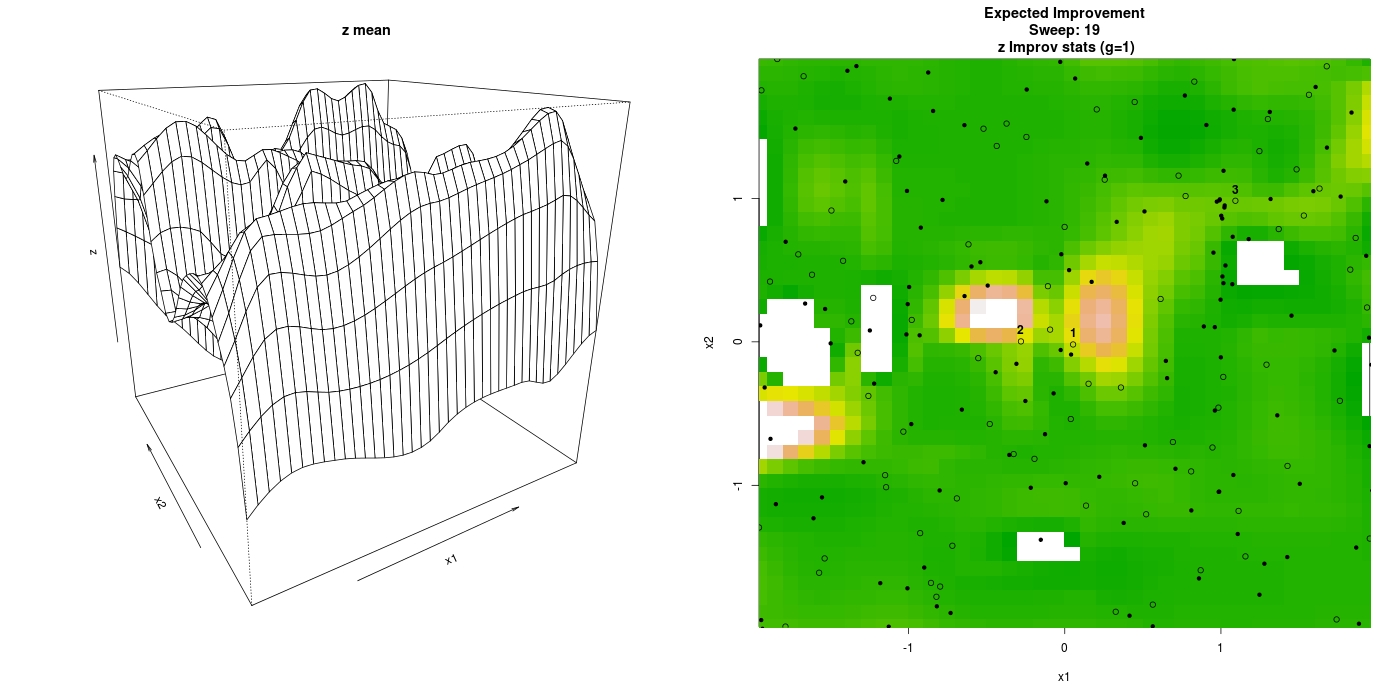 z mean
z
x2
x1
Expected Improvement
Sweep: 19
z Improv stats (g=1)
x2
1
0
-1
3
2
1
-1
0
1
x1